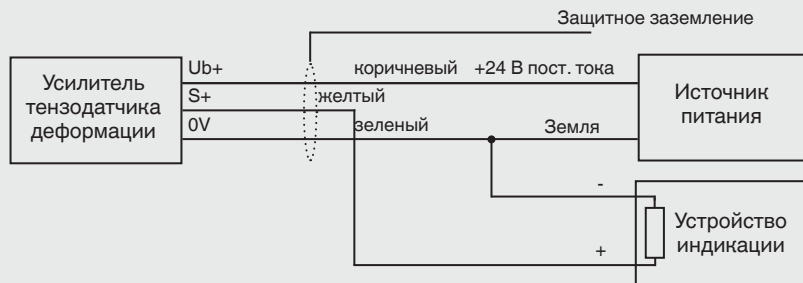 Защитное заземление
Ub+
коричневый
+24 В пост. тока
Усилитель
тензодатчика
деформации
S+
желтый
Источник
питания
0V
зеленый
Земля
-
Устройство
индикации
+